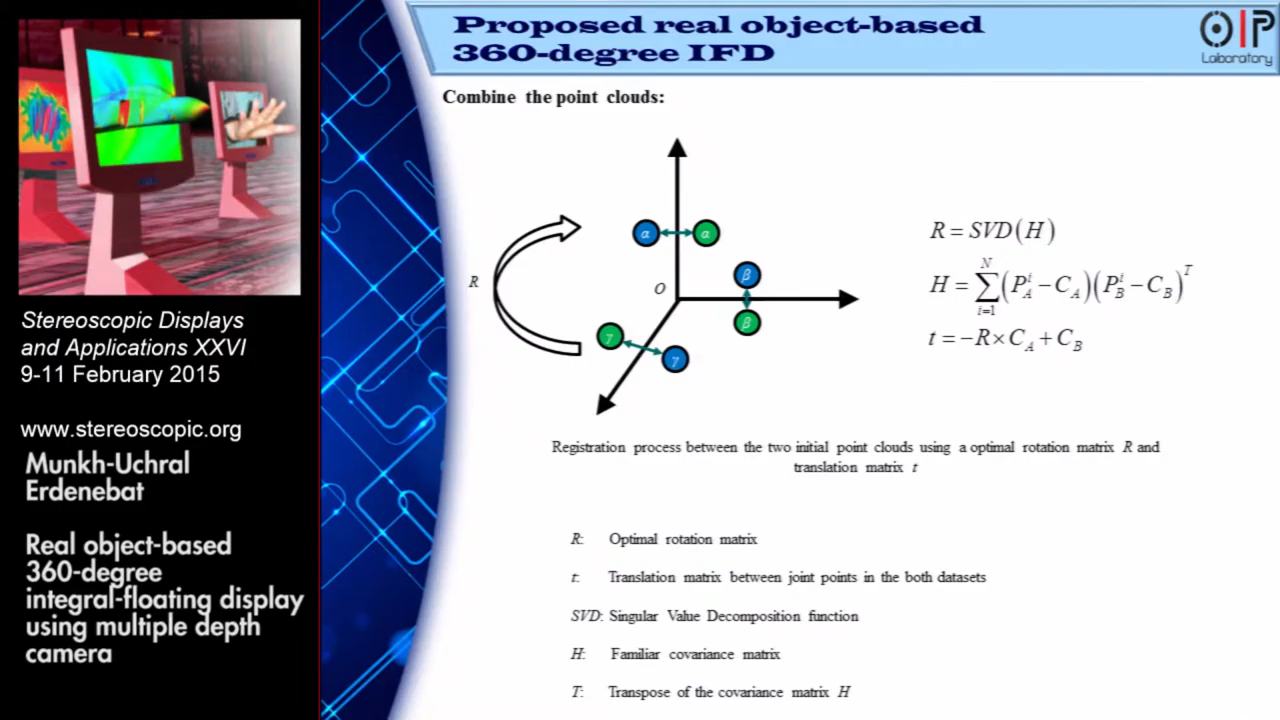 Proposed real object-based
360-degree IFD
OIP
Laboratory
Combine the point clouds:
R
O
α
α
β
β
γ
γ
R = SVD(H)
H = \sum_{i=1}^{N} (P_A^i − C_A)(P_B^i − C_B)^T
t = −R × C_A + C_B
Registration process between the two initial point clouds using a optimal rotation matrix R and
translation matrix t
R: Optimal rotation matrix
t: Translation matrix between joint points in the both datasets
SVD: Singular Value Decomposition function
H: Familiar covariance matrix
T: Transpose of the covariance matrix H
Stereoscopic Displays
and Applications XXVI
9-11 February 2015
www.stereoscopic.org
Munkh-Uchral
Erdenebat
Real object-based
360-degree
integral-floating display
using multiple depth
camera